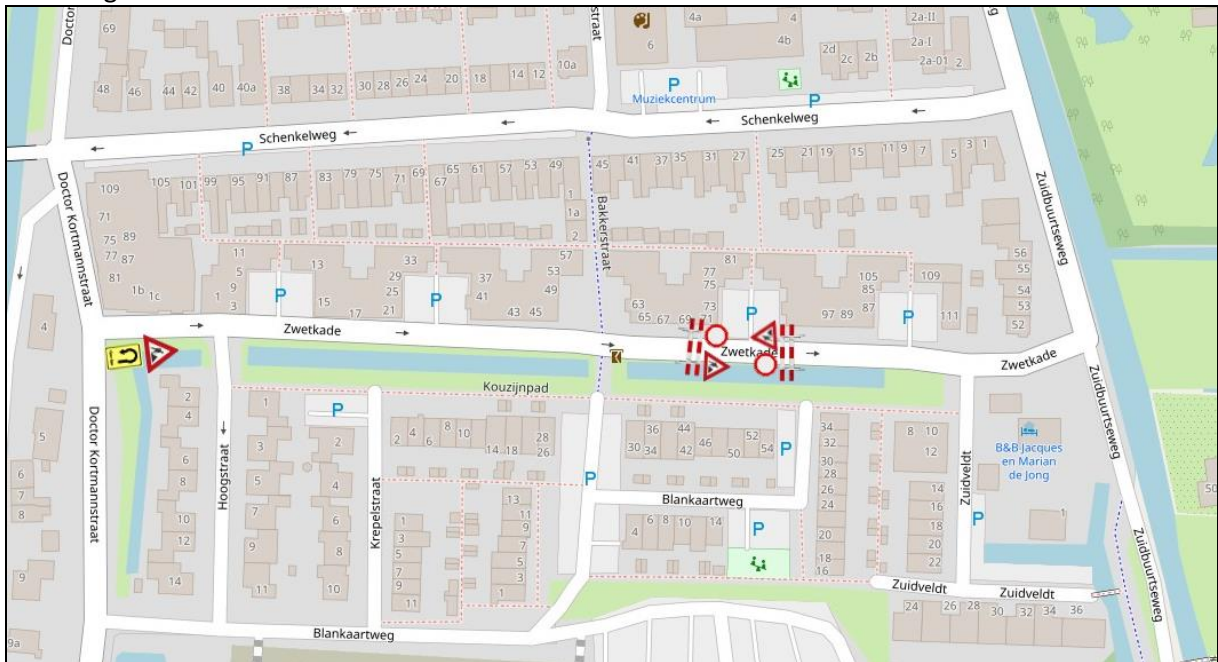 Doctor
straat
g
69
48 46 44 42 40 40a 38 34 32 30 28 26 24 20 18 14 12 10a
6 4a 4 4b
2d 2c 2b 2a-II 2a-I 2a-01 2
P
Muziekcentrum
P
Schenkelweg
Schenkelweg
P
109 105 101 99 95 91 87 83 79 75 71 69 67 65 61 57 53 49
45 41 37 35 31 27 25 21 19 15 11 9 7 5 3 1
71 89 75 77 87 81 1b 1c
1 1a 2
Bakkerstraat
Zuidbuurtseweg
Doctor Kortmannstraat
11 5 9 1 3 13 15 17 33 29 25 21 37 41 43 45 57 53 49
81 77 75 73 71 69 67 65 63 105 85 87 89 97 109 111
56 55 54 53 52
P
P
P
P
4
Zwetkade
Zwetkade
Zwetkade
Kouzijnpad
2 4 6 8 10 12 14
1 3 5 7 9 11
2 4 6 8 10
P
2 4 6 8 10 14 18 28 26
30 36 34 44 42 46 50 52 54
P
34 32 30 28 28 26 24 20 18 16
8 10 12
B&B Jacques
en Marian
de Jong
Zuidbuurtseweg
50
5 6 7 8 9 9a
Doctor Kortmannstraat
Hoogstraat
Krepelstraat
1 3 5 7 9 11
13 11 9 5 3 1
P
Blankaartweg
4 6 8 10 14
P
14 16 18 20 22
Zuidveldt
P
1
Zuidveldt
Zuidveldt
24 26 28 30 32 34 36
Zuidbuurtseweg
Blankaartweg